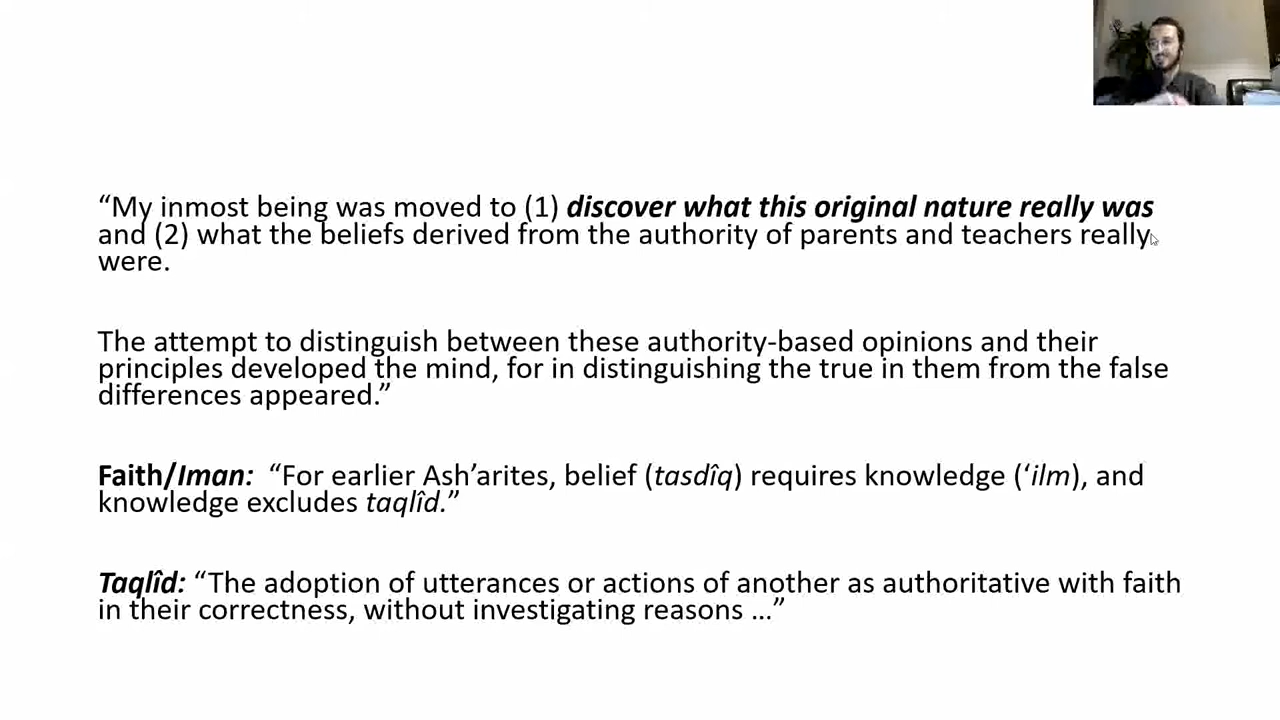 “My inmost being was moved to (1) discover what this original nature really was
and (2) what the beliefs derived from the authority of parents and teachers really
were.
The attempt to distinguish between these authority-based opinions and their
principles developed the mind, for in distinguishing the true in them from the false
differences appeared.”
Faith/Iman: “For earlier Ash’arites, belief (tasdîq) requires knowledge (‘ilm), and
knowledge excludes taqlîd.”
Taqlîd: “The adoption of utterances or actions of another as authoritative with faith
in their correctness, without investigating reasons ...”